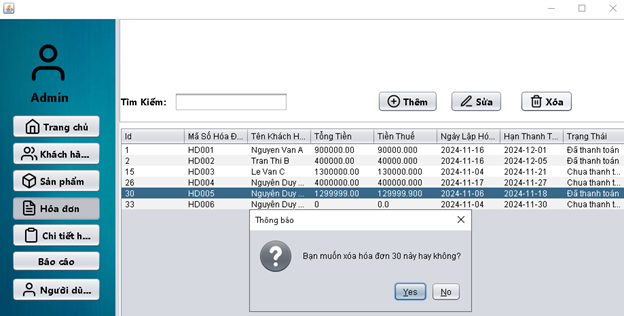 Admin
Trang chủ
Khách hà...
Sản phẩm
Hóa đơn
Chi tiết h...
Báo cáo
Người dù...
Tìm Kiếm:
Thêm
Sửa
Xóa
Id Mã Số Hóa Đ... Tên Khách H... Tổng Tiền Tiền Thuế Ngày Lập Hó... Hạn Thanh T... Trạng Thái
1 HD001 Nguyen Van A 900000.00 90000.000 2024-11-16 2024-12-01 Đã thanh toán
2 HD002 Tran Thi B 400000.00 40000.000 2024-11-16 2024-12-05 Đã thanh toán
15 HD003 Le Van C 1300000.00 130000.000 2024-11-04 2024-11-21 Chưa thanh t...
26 HD004 Nguyễn Duy ... 4000000.00 400000.000 2024-11-17 2024-11-27 Chưa thanh t...
30 HD005 Nguyễn Duy ... 1299999.00 129999.900 2024-11-06 2024-11-18 Đã thanh toán
33 HD006 Nguyễn Duy ... 0 0.0 2024-11-04 2024-11-30 Chưa thanh t...
Thông báo
Bạn muốn xóa hóa đơn 30 này hay không?
Yes
No